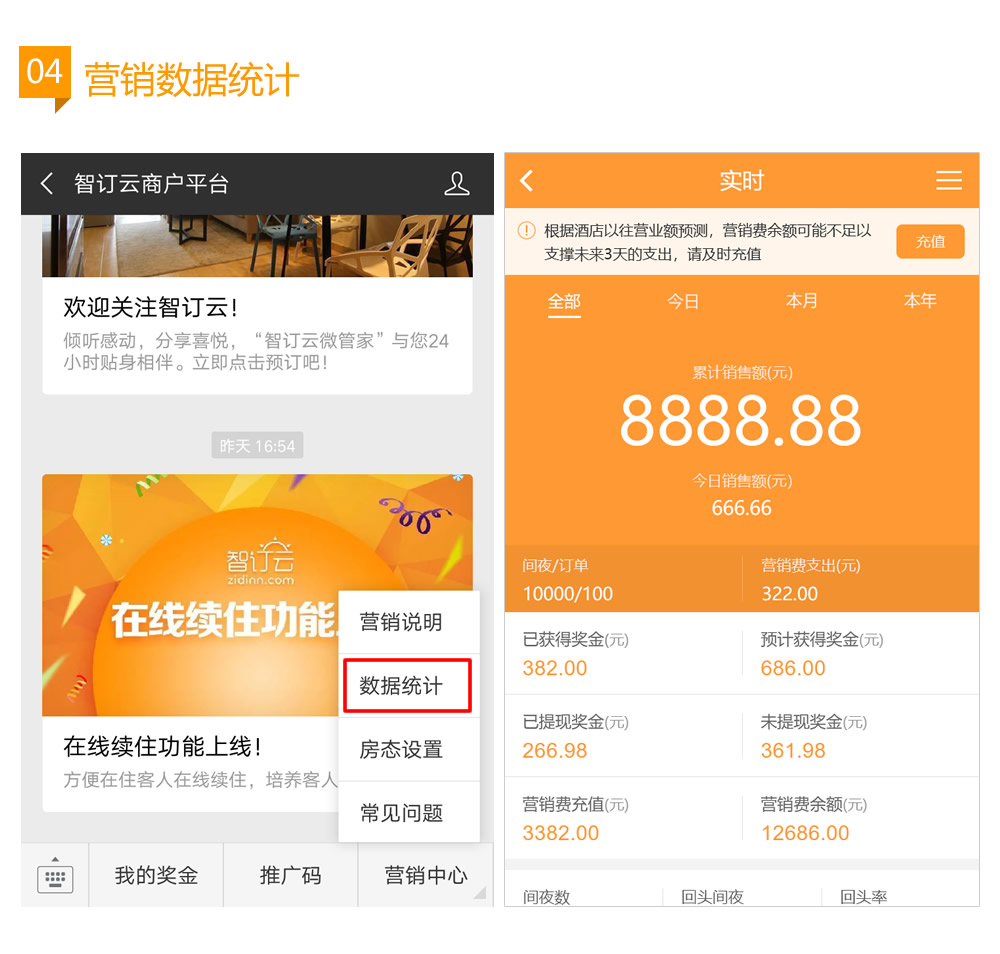 04
营销数据统计
智订云商户平台
欢迎关注智订云！
倾听感动，分享喜悦，“智订云微管家”与您24
小时贴身相伴。立即点击预订吧！
昨天 16:54
智订云
zidinn.com
在线续住功能
在线续住功能上线！
方便在住客人在线续住，培养客人
营销说明
数据统计
房态设置
常见问题
我的奖金
推广码
营销中心
实时
根据酒店以往营业额预测，营销费余额可能不足以
支撑未来3天的支出，请及时充值
充值
全部 今日 本月 本年
累计销售额(元)
8888.88
今日销售额(元)
666.66
间夜/订单 营销费支出(元)
10000/100 322.00
已获得奖金(元) 预计获得奖金(元)
382.00 686.00
已提现奖金(元) 未提现奖金(元)
266.98 361.98
营销费充值(元) 营销费余额(元)
3382.00 12686.00
间夜数 回头间夜 回头率